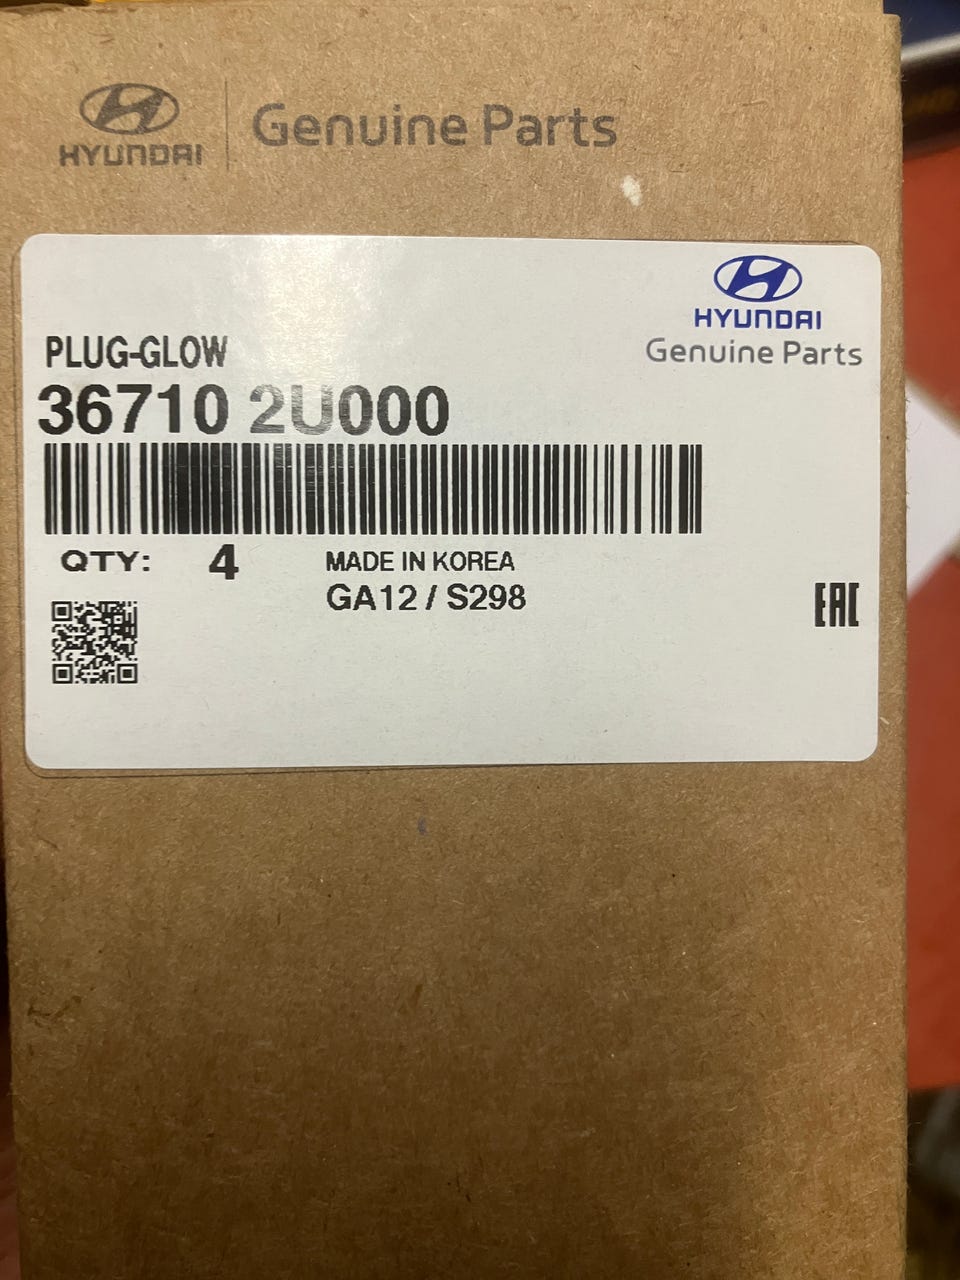 HYUNDAI
Genuine Parts
HYUNDAI
Genuine Parts
PLUG-GLOW
36710 2U000
QTY: 4
MADE IN KOREA
GA12 / S298
EAC